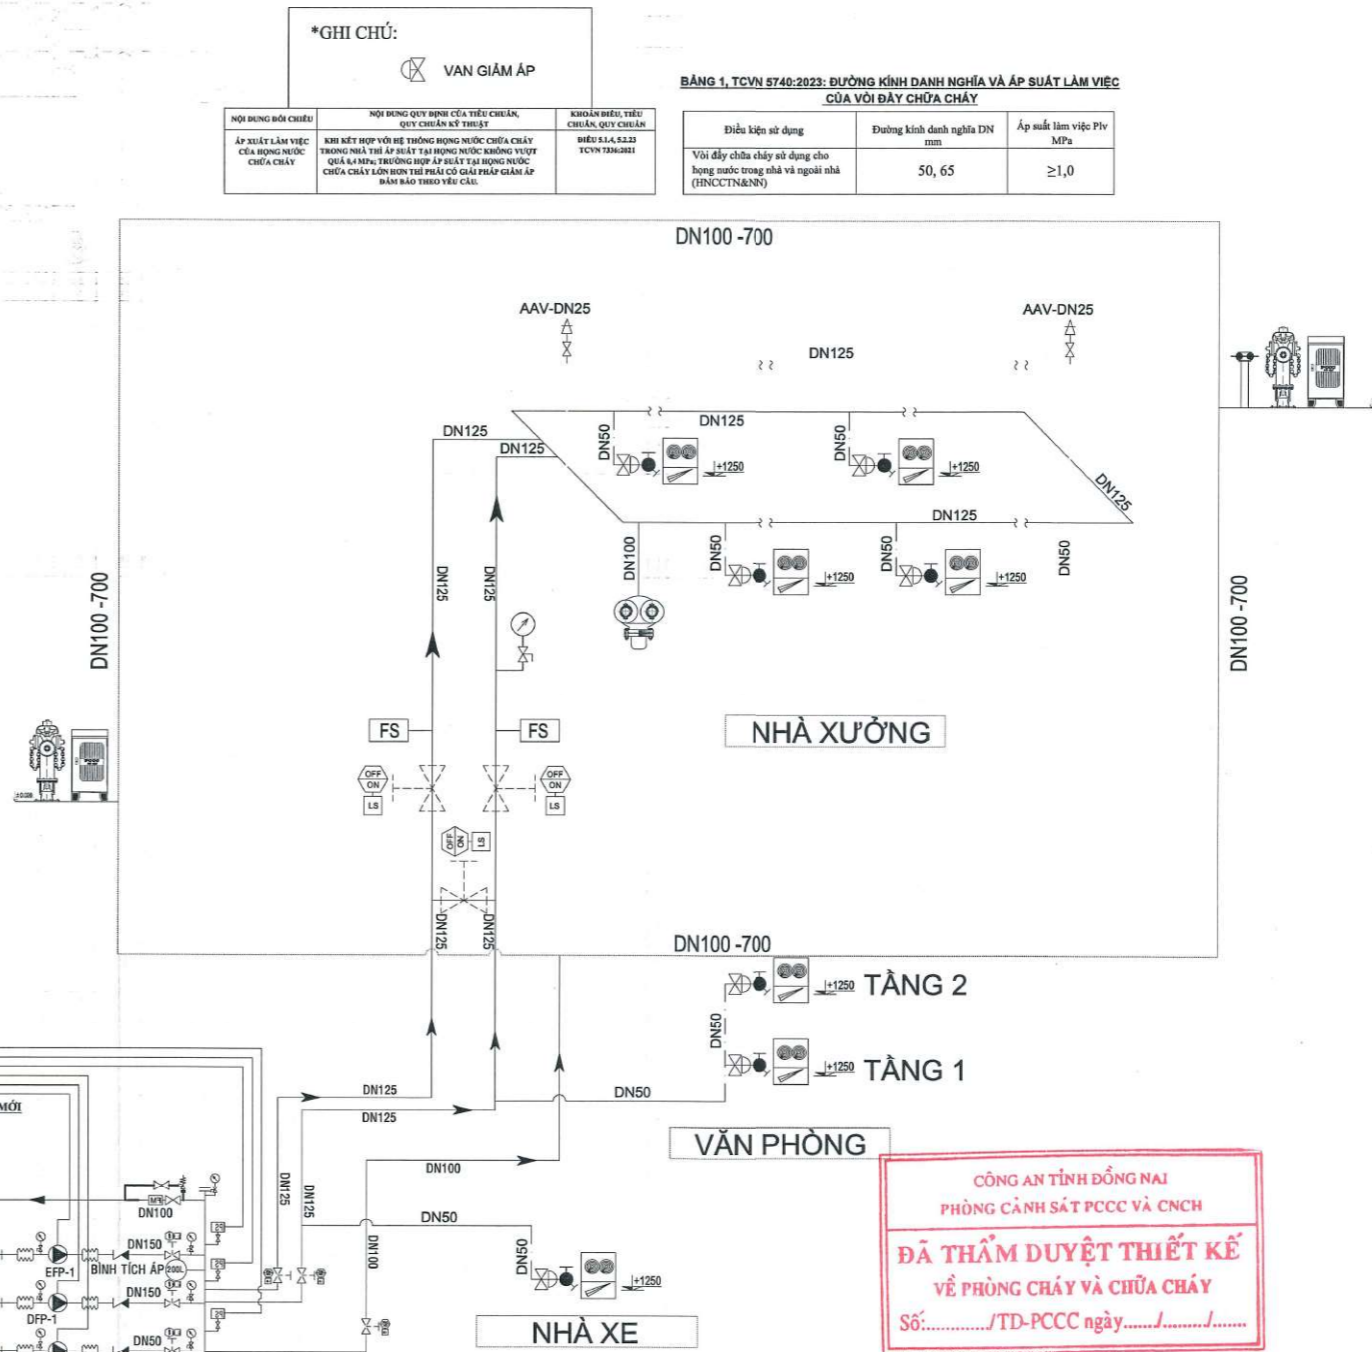 *GHI CHÚ:
VAN GIẢM ÁP
NỘI DUNG ĐỐI CHIẾU
NỘI DUNG QUY ĐỊNH CỦA TIÊU CHUẨN,
QUY CHUẨN KỸ THUẬT
KHOẢN ĐIỀU, TIÊU
CHUẨN, QUY CHUẨN
ÁP XUẤT LÀM VIỆC
CỦA HỌNG NƯỚC
CHỮA CHÁY
KHI KẾT HỢP VỚI HỆ THỐNG HỌNG NƯỚC CHỮA CHÁY
TRONG NHÀ THÌ ÁP SUẤT TẠI HỌNG NƯỚC KHÔNG VƯỢT
QUÁ 0,4 MPa; TRƯỜNG HỢP ÁP SUẤT TẠI HỌNG NƯỚC
CHỮA CHÁY LỚN HƠN THÌ PHẢI CÓ GIẢI PHÁP GIẢM ÁP
ĐẢM BẢO THEO YÊU CẦU.
ĐIỀU 5.1.4, 5.2.23
TCVN 7336:2021
BẢNG 1, TCVN 5740:2023: ĐƯỜNG KÍNH DANH NGHĨA VÀ ÁP SUẤT LÀM VIỆC
CỦA VÒI ĐẨY CHỮA CHÁY
Điều kiện sử dụng
Đường kính danh nghĩa DN
mm
Áp suất làm việc Plv
MPa
Vòi đẩy chữa cháy sử dụng cho
họng nước trong nhà và ngoài nhà
(HNCCTN&NN)
50, 65
≥1,0
DN100 -700
AAV-DN25
AAV-DN25
DN125
DN125
DN125
DN125
DN50
DN50
+1250
+1250
DN125
DN125
DN100
DN50
DN50
DN50
+1250
+1250
DN125
DN125
DN100 -700
DN100 -700
FS
FS
NHÀ XƯỞNG
OFF
ON
LS
OFF
ON
LS
OFF
ON
LS
±0.000
DN125
DN125
DN100 -700
+1250
TẦNG 2
DN50
+1250
TẦNG 1
DN50
DN125
DN125
MỚI
VĂN PHÒNG
DN100
DN125
DN125
DN100
DN50
DN50
DN100
+1250
NHÀ XE
DN150
EFP-1
BÌNH TÍCH ÁP
200L
DN150
DFP-1
DN50
CÔNG AN TỈNH ĐỒNG NAI
PHÒNG CẢNH SÁT PCCC VÀ CNCH
ĐÃ THẨM DUYỆT THIẾT KẾ
VỀ PHÒNG CHÁY VÀ CHỮA CHÁY
Số:............/TD-PCCC ngày....../........./.......